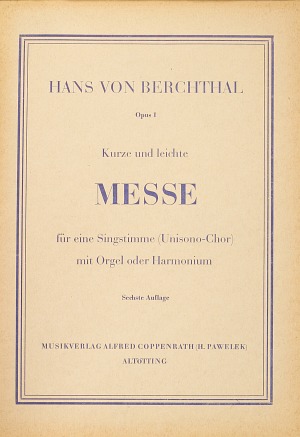 HANS VON BERCHTHAL
Opus 1
Kurze und leichte
MESSE
für eine Singstimme (Unisono-Chor)
mit Orgel oder Harmonium
Sechste Auflage
MUSIKVERLAG ALFRED COPPENRATH (H. PAWELEK)
ALTÖTTING